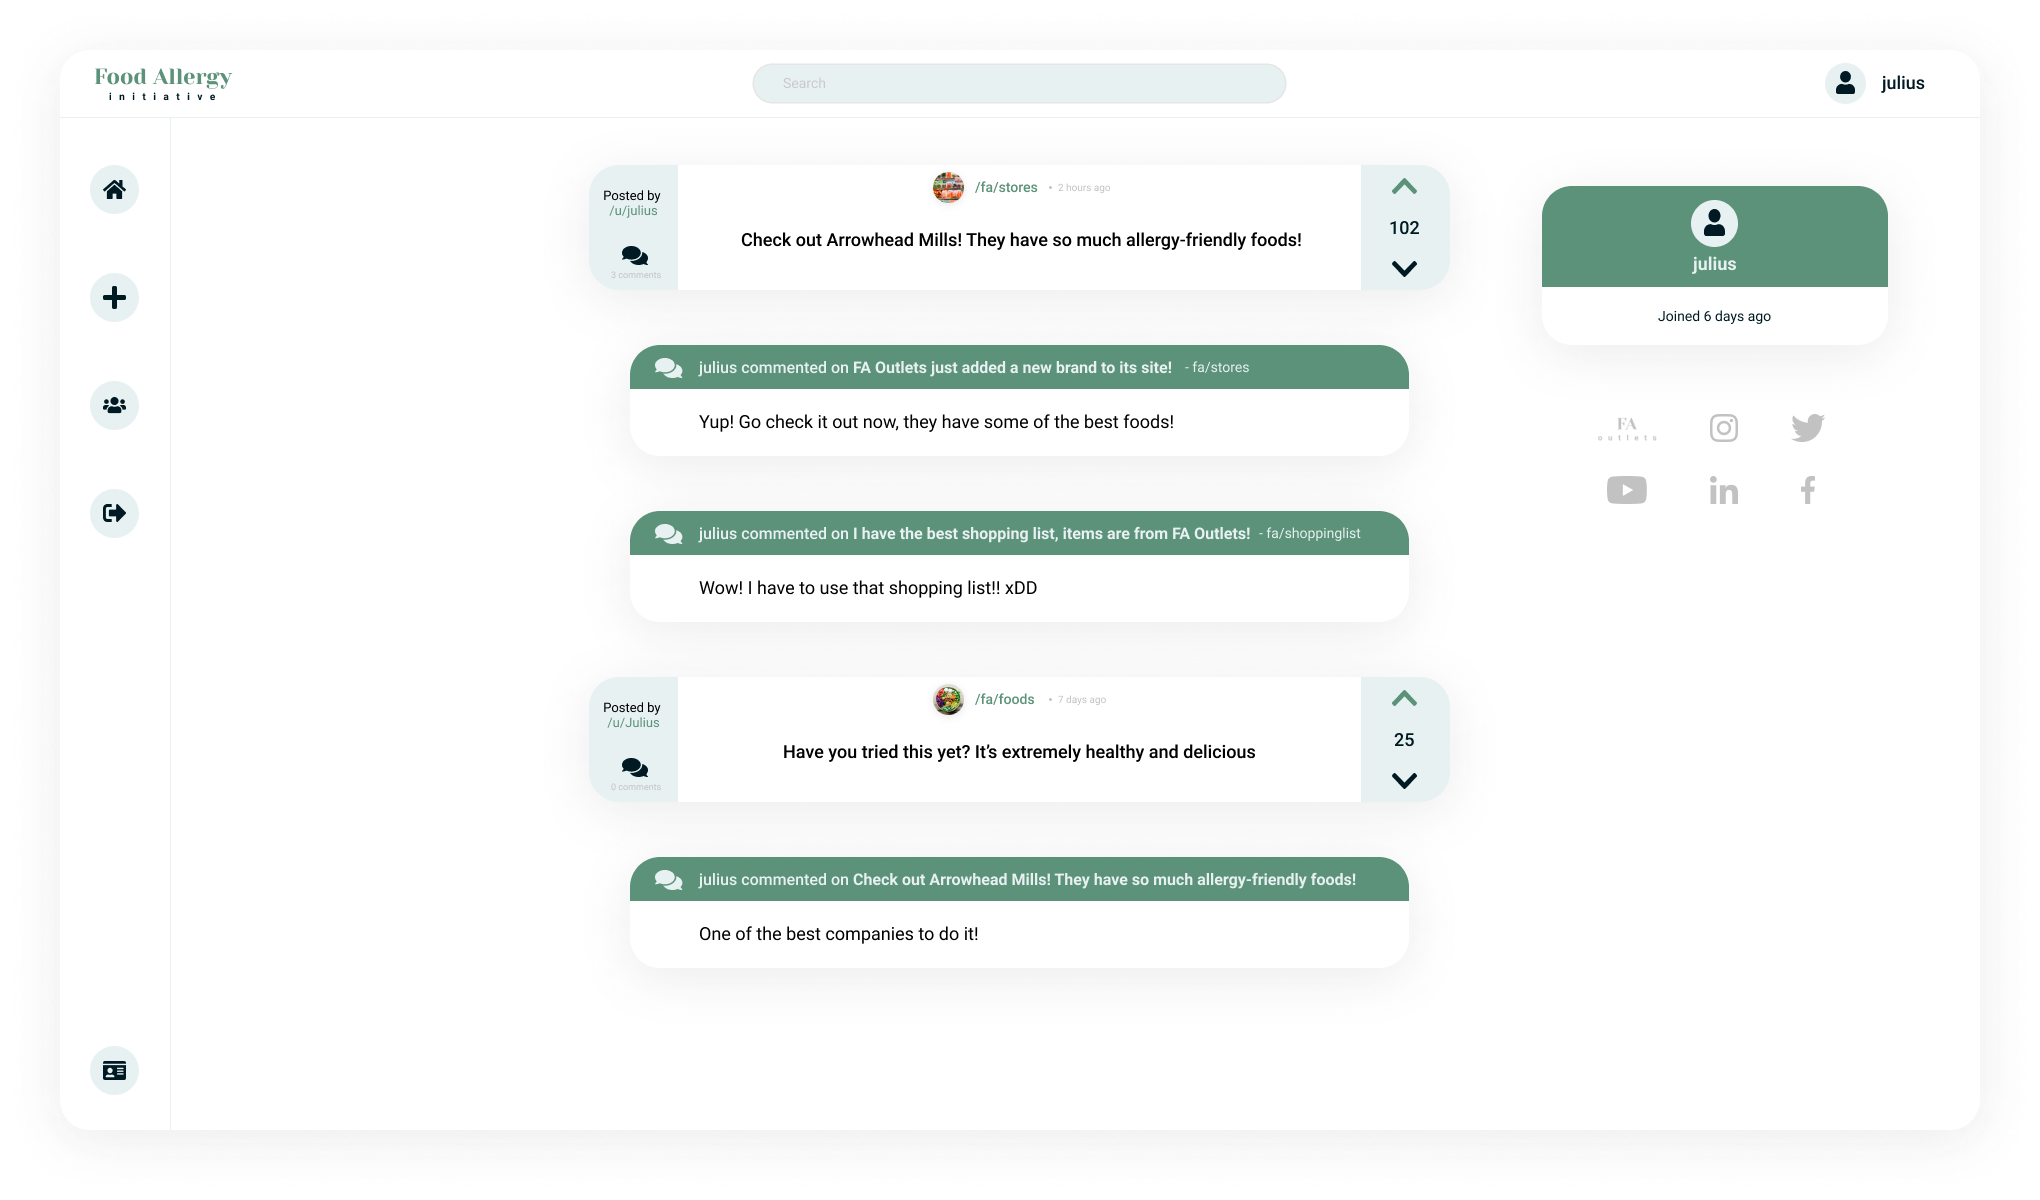 Food Allergy
initiative
Search
julius
Posted by
/u/julius
3 comments
/fa/stores • 2 hours ago
Check out Arrowhead Mills! They have so much allergy-friendly foods!
102
julius
Joined 6 days ago
julius commented on FA Outlets just added a new brand to its site! - fa/stores
Yup! Go check it out now, they have some of the best foods!
FA
outlets
julius commented on I have the best shopping list, items are from FA Outlets! - fa/shoppinglist
Wow! I have to use that shopping list!! xDD
Posted by
/u/Julius
0 comments
/fa/foods • 7 days ago
Have you tried this yet? It’s extremely healthy and delicious
25
julius commented on Check out Arrowhead Mills! They have so much allergy-friendly foods!
One of the best companies to do it!